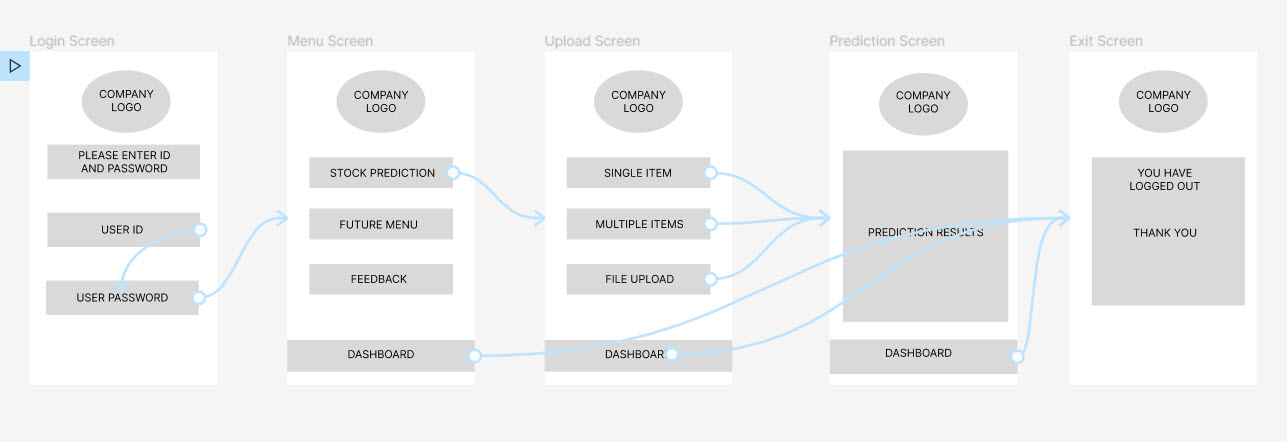 Login Screen
COMPANY
LOGO
PLEASE ENTER ID
AND PASSWORD
USER ID
USER PASSWORD
Menu Screen
COMPANY
LOGO
STOCK PREDICTION
FUTURE MENU
FEEDBACK
DASHBOARD
Upload Screen
COMPANY
LOGO
SINGLE ITEM
MULTIPLE ITEMS
FILE UPLOAD
DASHBOARD
Prediction Screen
COMPANY
LOGO
PREDICTION RESULTS
DASHBOARD
Exit Screen
COMPANY
LOGO
YOU HAVE
LOGGED OUT
THANK YOU